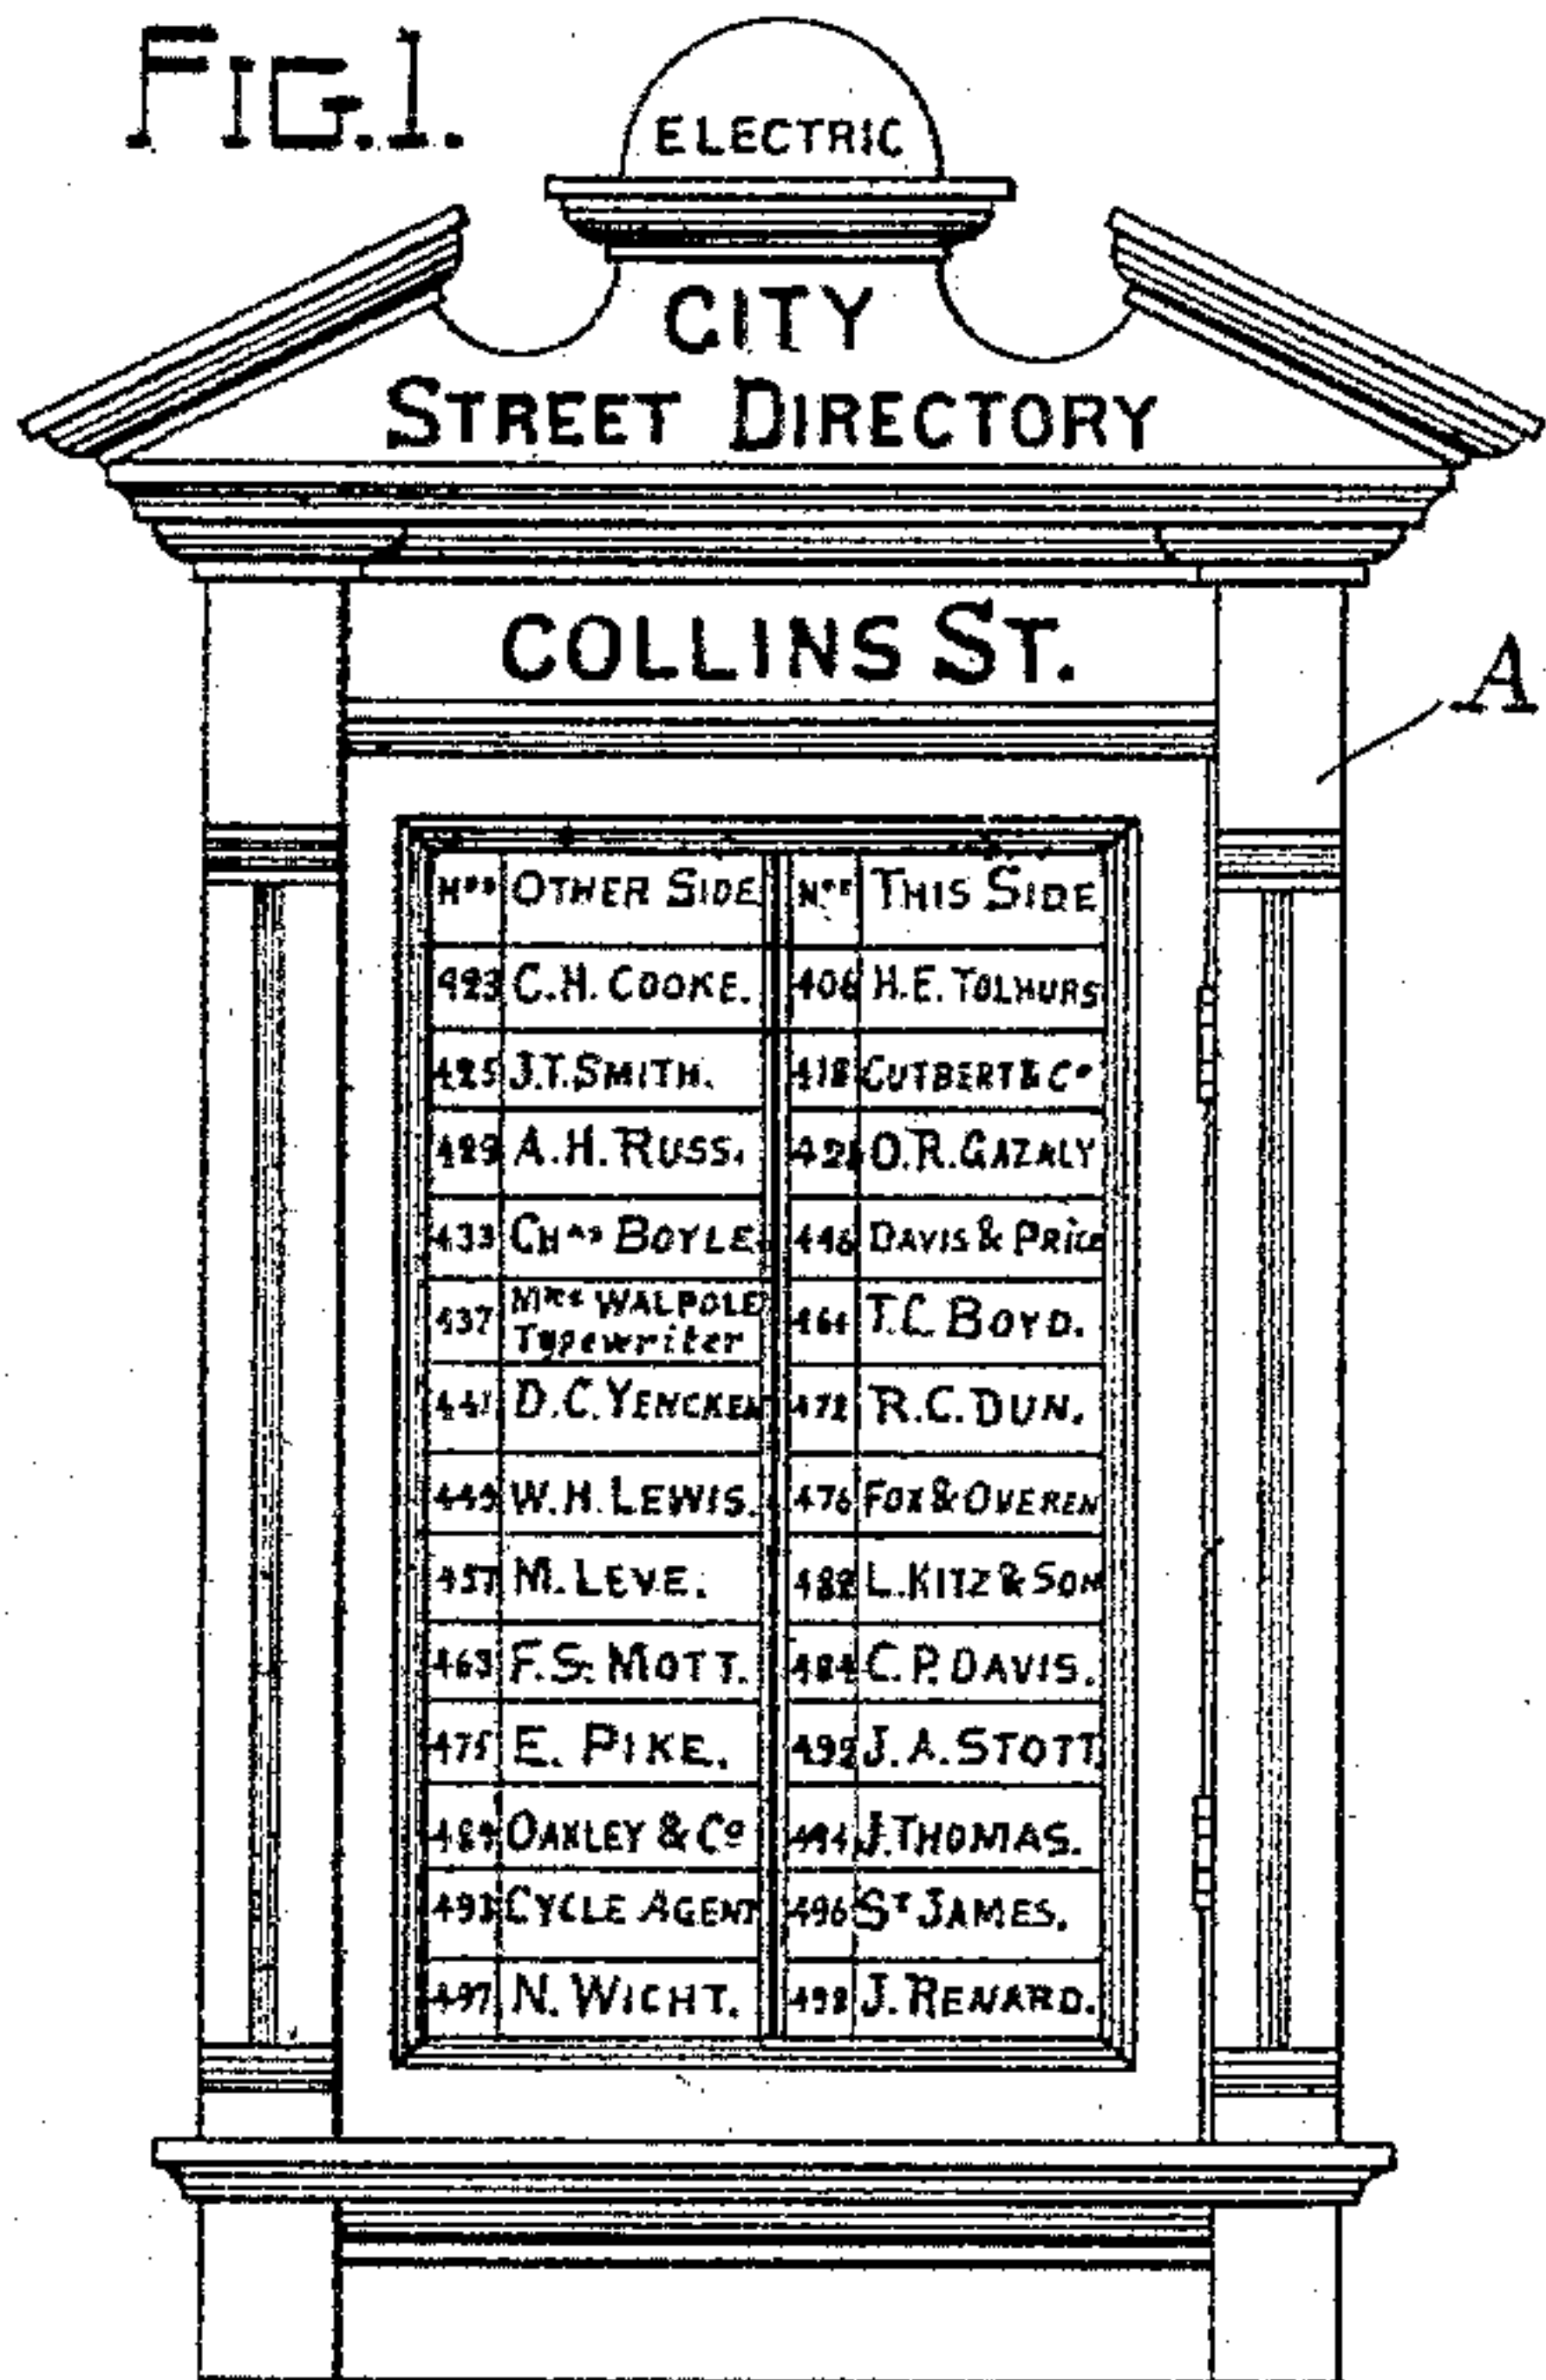 FIG. 1.
ELECTRIC
CITY
STREET DIRECTORY
COLLINS ST.
A
Nos OTHER SIDE Nos THIS SIDE
423 C.H. COOKE. 406 H.E. TOLHURS
425 J.T. SMITH. 418 CUTBERT & Co
429 A.H. RUSS. O.R. GAZALY
433 CHAS BOYLE. 446 DAVIS & PRICE
437 MRS WALPOLE
Typewriter
464 T.C. BOYD.
441 D.C. YENCKEN 472 R.C. DUN.
449 W.H. LEWIS. 476 FOX & OVEREN
457 M. LEVE. 482 L. KITZ & SON
463 F.S. MOTT. 484 C.P. DAVIS.
475 E. PIKE. 492 J.A. STOTT.
489 OAKLEY & Co 494 J. THOMAS.
493 CYCLE AGENT 496 ST JAMES.
497 N. WICHT. 498 J. RENARD.